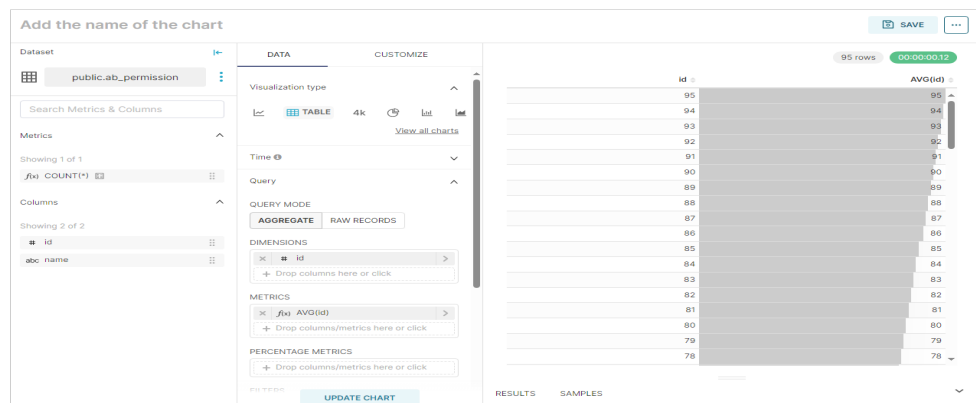 Add the name of the chart
SAVE
...
Dataset
public.ab_permission
Search Metrics & Columns
Metrics
Showing 1 of 1
f(x) COUNT(*)
Columns
Showing 2 of 2
# id
abc name
DATA CUSTOMIZE
Visualization type
TABLE 4k
View all charts
Time
Query
QUERY MODE
AGGREGATE RAW RECORDS
DIMENSIONS
× # id >
+ Drop columns here or click
METRICS
× f(x) AVG(id) >
+ Drop columns/metrics here or click
PERCENTAGE METRICS
+ Drop columns/metrics here or click
FILTERS
UPDATE CHART
95 rows 00:00:00.12
id AVG(id)
95 95
94 94
93 93
92 92
91 91
90 90
89 89
88 88
87 87
86 86
85 85
84 84
83 83
82 82
81 81
80 80
79 79
78 78
RESULTS SAMPLES